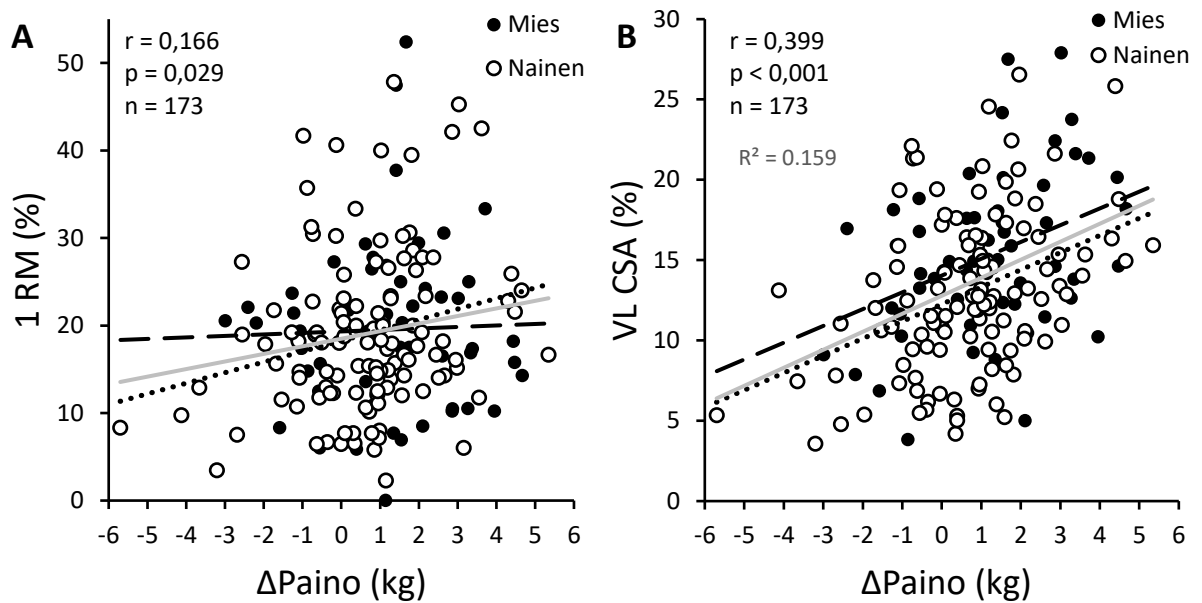 A
r = 0,166
p = 0,029
n = 173
Mies
Nainen
1 RM (%)
50
40
30
20
10
0
-6 -5 -4 -3 -2 -1 0 1 2 3 4 5 6
ΔPaino (kg)
B
r = 0,399
p < 0,001
n = 173
R² = 0.159
Mies
Nainen
VL CSA (%)
30
25
20
15
10
5
0
-6 -5 -4 -3 -2 -1 0 1 2 3 4 5 6
ΔPaino (kg)